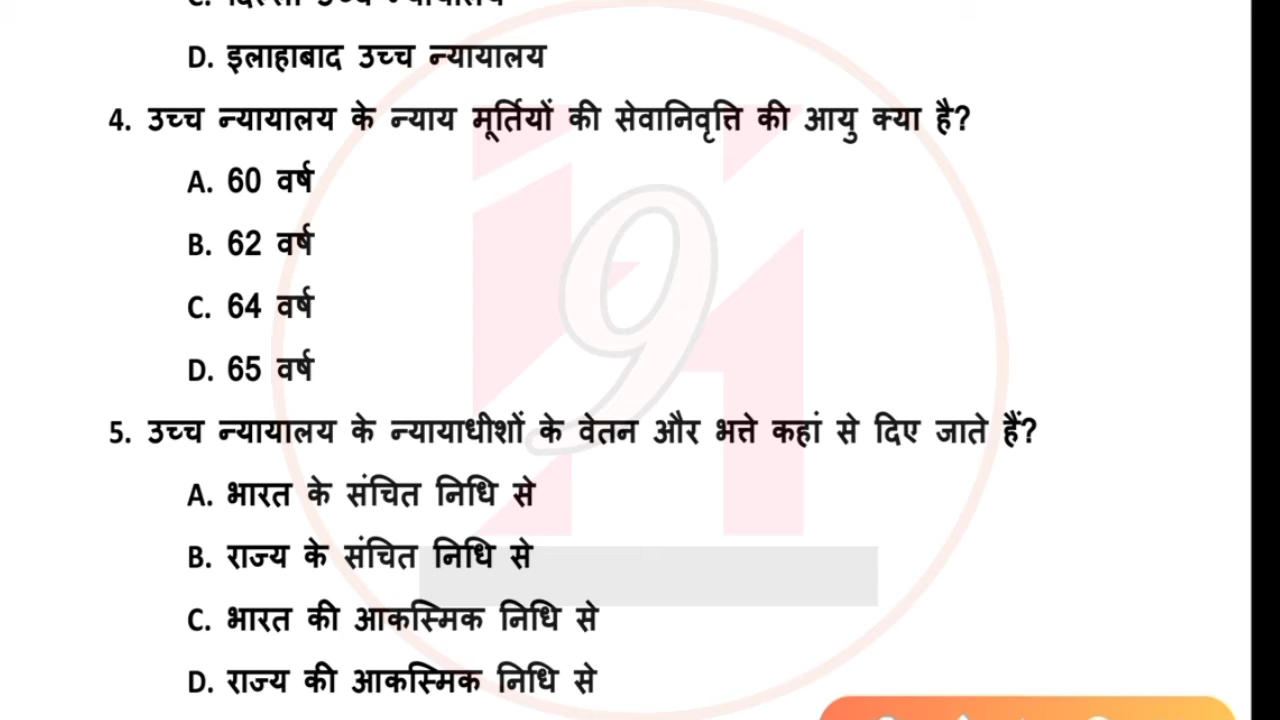 D. इलाहाबाद उच्च न्यायालय
4. उच्च न्यायालय के न्याय मूर्तियों की सेवानिवृत्ति की आयु क्या है?
A. 60 वर्ष
B. 62 वर्ष
C. 64 वर्ष
D. 65 वर्ष
5. उच्च न्यायालय के न्यायाधीशों के वेतन और भत्ते कहां से दिए जाते हैं?
A. भारत के संचित निधि से
B. राज्य के संचित निधि से
C. भारत की आकस्मिक निधि से
D. राज्य की आकस्मिक निधि से